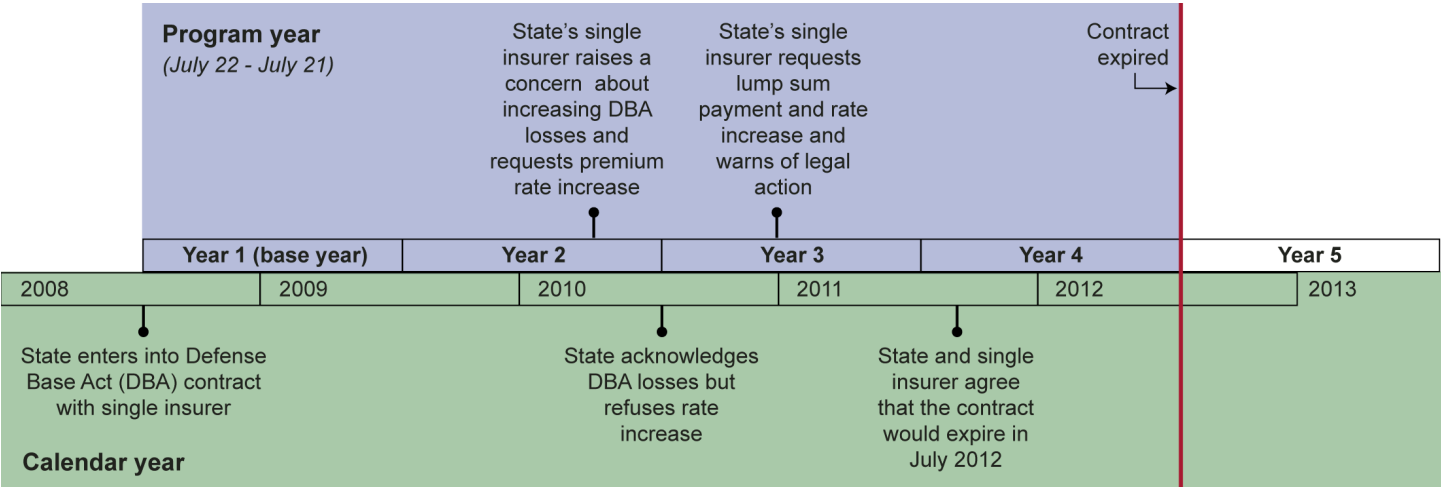 Program year
(July 22 - July 21)
State’s single
insurer raises a
concern about
increasing DBA
losses and
requests premium
rate increase
State’s single
insurer requests
lump sum
payment and rate
increase and
warns of legal
action
Contract
expired
Year 1 (base year)
Year 2
Year 3
Year 4
Year 5
2008
2009
2010
2011
2012
2013
State enters into Defense
Base Act (DBA) contract
with single insurer
State acknowledges
DBA losses but
refuses rate
increase
State and single
insurer agree
that the contract
would expire in
July 2012
Calendar year